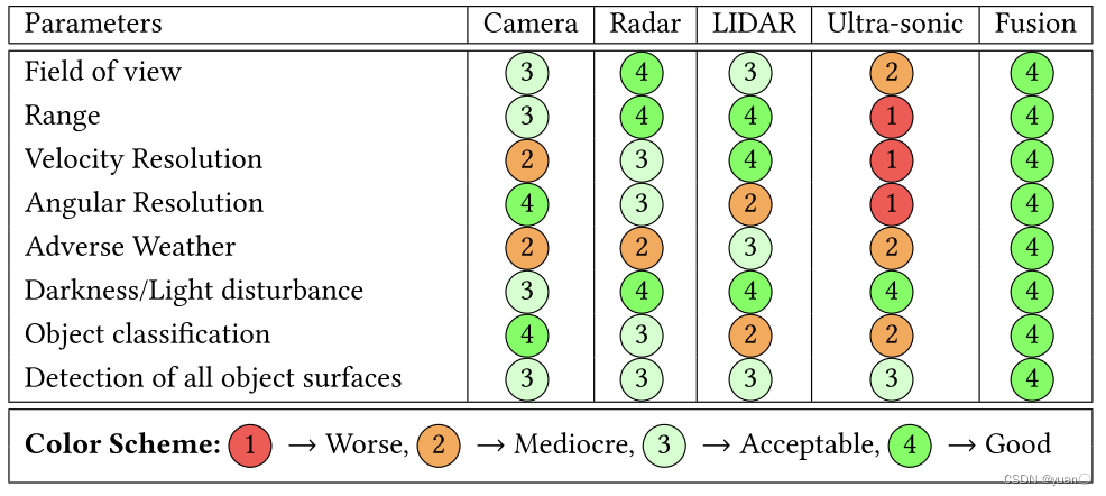 Parameters Camera Radar LIDAR Ultra-sonic Fusion
Field of view 3 4 3 2 4
Range 3 4 4 1 4
Velocity Resolution 2 3 4 1 4
Angular Resolution 4 3 2 1 4
Adverse Weather 2 2 3 2 4
Darkness/Light disturbance 3 4 4 4 4
Object classification 4 3 2 2 4
Detection of all object surfaces 3 3 3 3 4
Color Scheme: 1 → Worse, 2 → Mediocre, 3 → Acceptable, 4 → Good
CSDN @yuan〇